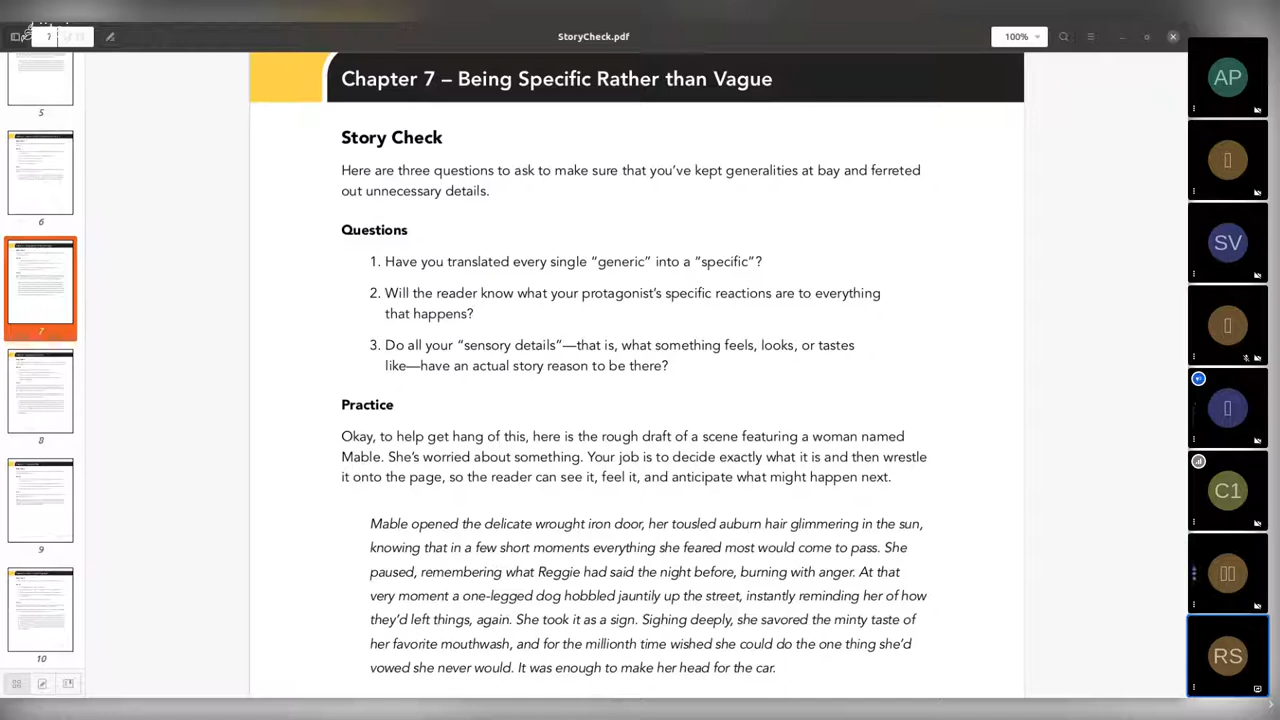 7
StoryCheck.pdf
100%
5
6
7
8
9
10
Chapter 7 – Being Specific Rather than Vague
Story Check
Here are three questions to ask to make sure that you’ve kept generalities at bay and ferreted
out unnecessary details.
Questions
1. Have you translated every single “generic” into a “specific”?
2. Will the reader know what your protagonist’s specific reactions are to everything
that happens?
3. Do all your “sensory details”—that is, what something feels, looks, or tastes
like—have an actual story reason to be there?
Practice
Okay, to help get hang of this, here is the rough draft of a scene featuring a woman named
Mable. She’s worried about something. Your job is to decide exactly what it is and then wrestle
it onto the page, so the reader can see it, feel it, and anticipate what might happen next.
Mable opened the delicate wrought iron door, her tousled auburn hair glimmering in the sun,
knowing that in a few short moments everything she feared most would come to pass. She
what Reggie had said the night with anger. At the
very moment a one-legged dog hobbled jauntily up the street, instantly reminding her of how
they’d left things, again. She took it as a sign. Sighing deeply, she savored the minty taste of
her favorite mouthwash, and for the millionth time wished she could do the one thing she’d
vowed she never would. It was enough to make her head for the car.
AP
SV
C1
RS